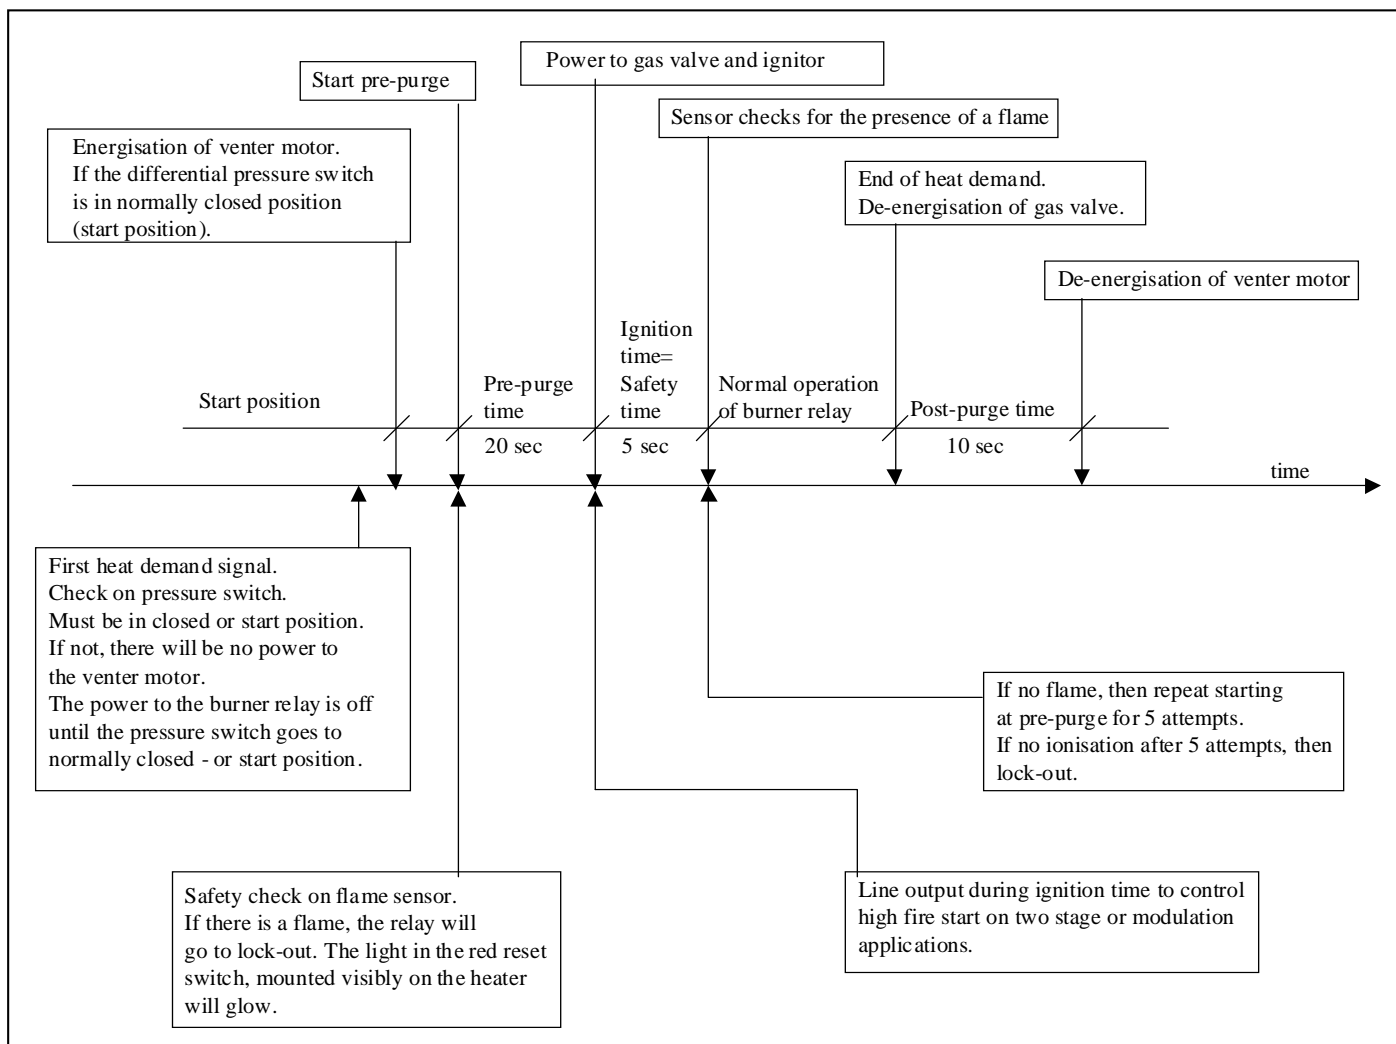 Power to gas valve and ignitor
Start pre-purge
Sensor checks for the presence of a flame
Energisation of venter motor.
If the differential pressure switch
is in normally closed position
(start position).
End of heat demand.
De-energisation of gas valve.
De-energisation of venter motor
Start position
Pre-purge
time
20 sec
Ignition
time=
Safety
time
5 sec
Normal operation
of burner relay
Post-purge time
10 sec
time
First heat demand signal.
Check on pressure switch.
Must be in closed or start position.
If not, there will be no power to
the venter motor.
The power to the burner relay is off
until the pressure switch goes to
normally closed - or start position.
If no flame, then repeat starting
at pre-purge for 5 attempts.
If no ionisation after 5 attempts, then
lock-out.
Safety check on flame sensor.
If there is a flame, the relay will
go to lock-out. The light in the red reset
switch, mounted visibly on the heater
will glow.
Line output during ignition time to control
high fire start on two stage or modulation
applications.